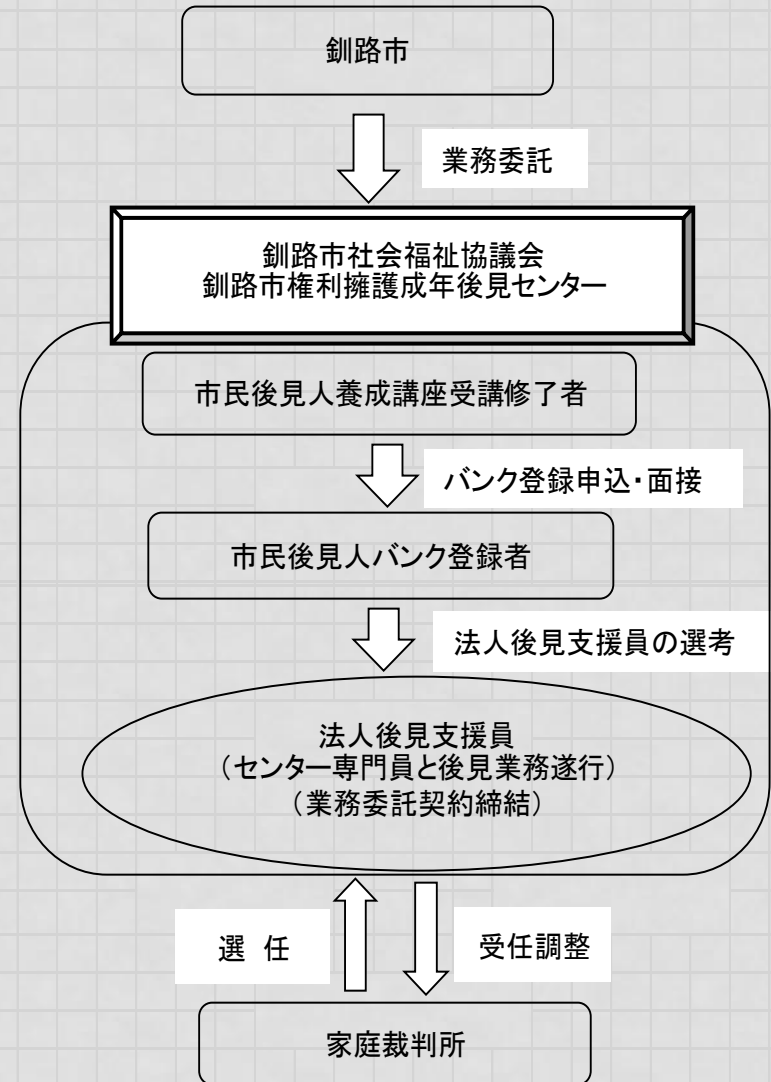 釧路市
業務委託
釧路市社会福祉協議会
釧路市権利擁護成年後見センター
市民後見人養成講座受講修了者
バンク登録申込・面接
市民後見人バンク登録者
法人後見支援員の選考
法人後見支援員
（センター専門員と後見業務遂行）
（業務委託契約締結）
選 任
受任調整
家庭裁判所